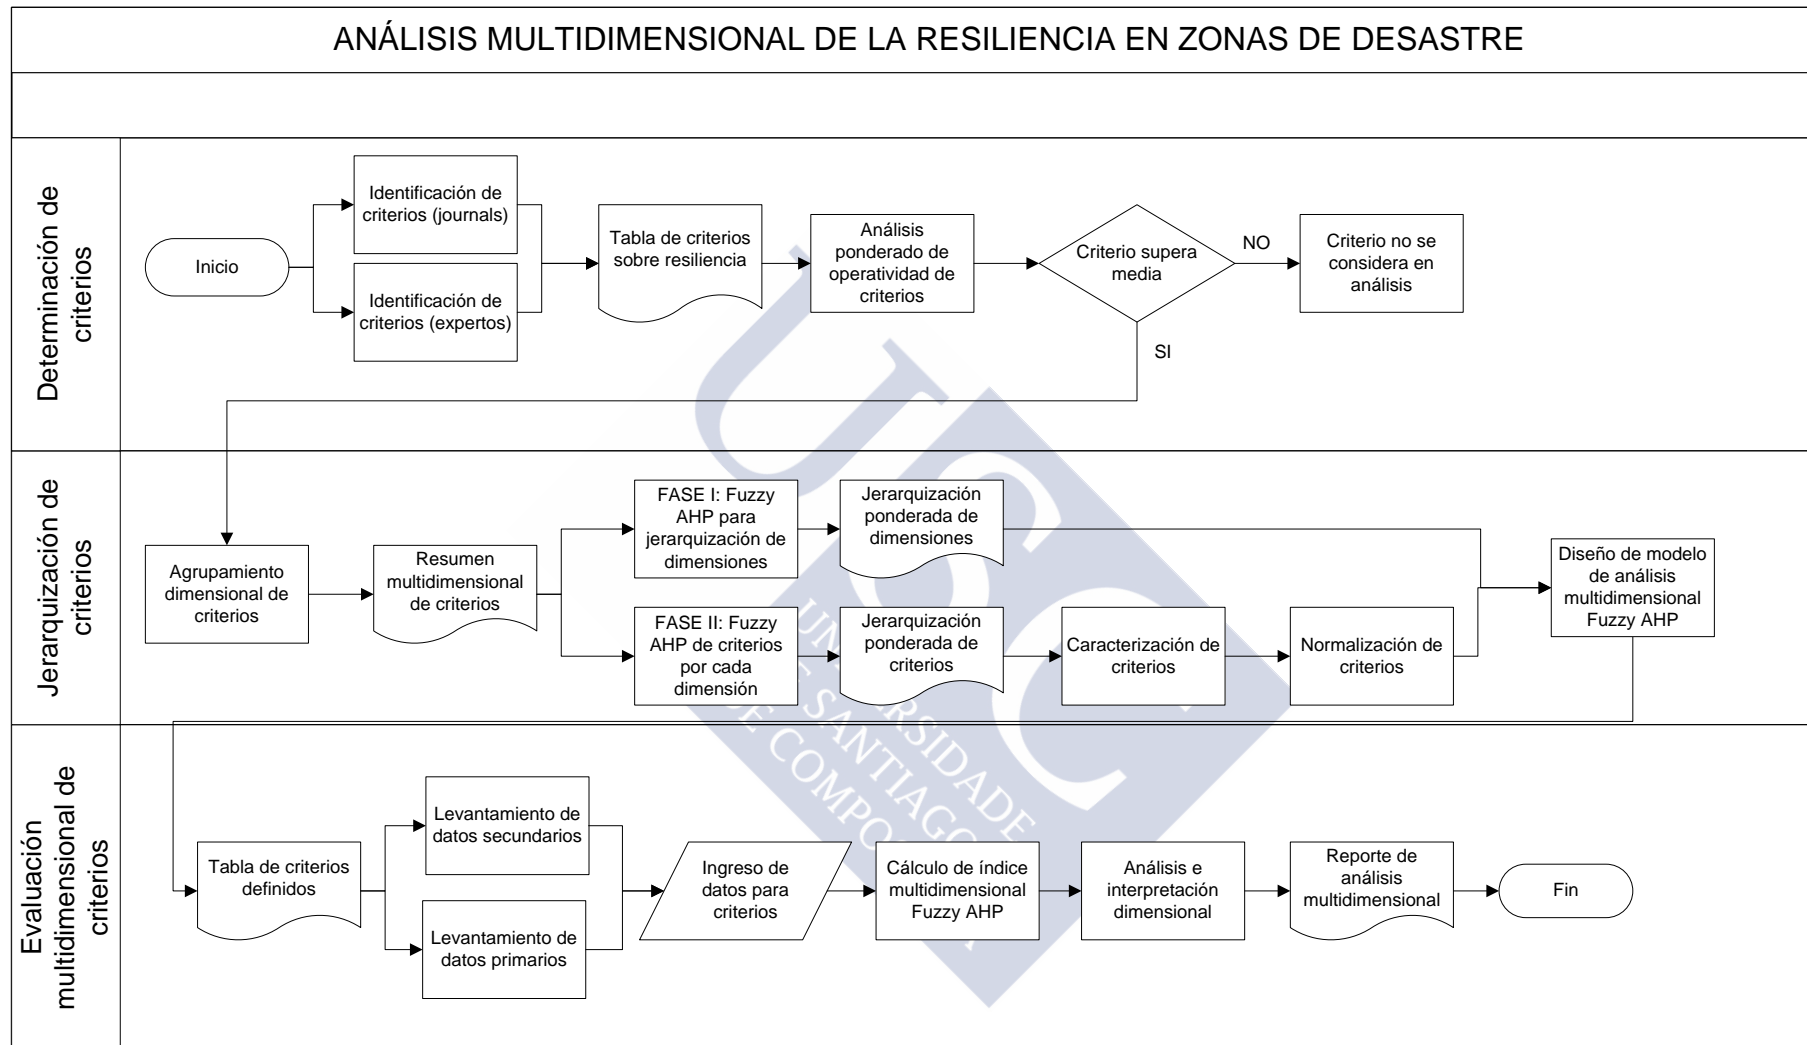 ANÁLISIS MULTIDIMENSIONAL DE LA RESILIENCIA EN ZONAS DE DESASTRE
Determinación de
criterios
Inicio
Identificación de
criterios (journals)
Identificación de
criterios (expertos)
Tabla de criterios
sobre resiliencia
Análisis
ponderado de
operatividad de
criterios
Criterio supera
media
NO
Criterio no se
considera en
análisis
SI
Jerarquización de
criterios
Agrupamiento
dimensional de
criterios
Resumen
multidimensional
de criterios
FASE I: Fuzzy
AHP para
jerarquización de
dimensiones
Jerarquización
ponderada de
dimensiones
FASE II: Fuzzy
AHP de criterios
por cada
dimensión
Jerarquización
ponderada de
criterios
Caracterización de
criterios
Normalización de
criterios
Diseño de modelo
de análisis
multidimensional
Fuzzy AHP
Evaluación
multidimensional de
criterios
Tabla de criterios
definidos
Levantamiento de
datos secundarios
Levantamiento de
datos primarios
Ingreso de
datos para
criterios
Cálculo de índice
multidimensional
Fuzzy AHP
Análisis e
interpretación
dimensional
Reporte de
análisis
multidimensional
Fin
USC